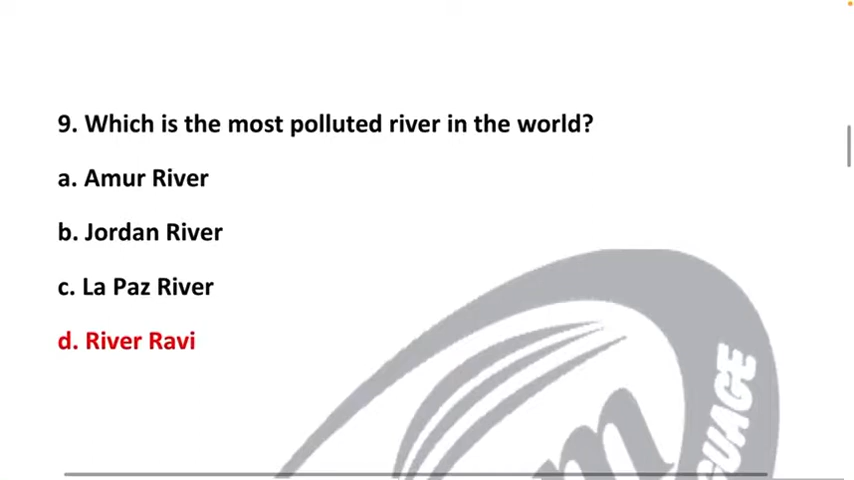 9. Which is the most polluted river in the world?
a. Amur River
b. Jordan River
c. La Paz River
d. River Ravi